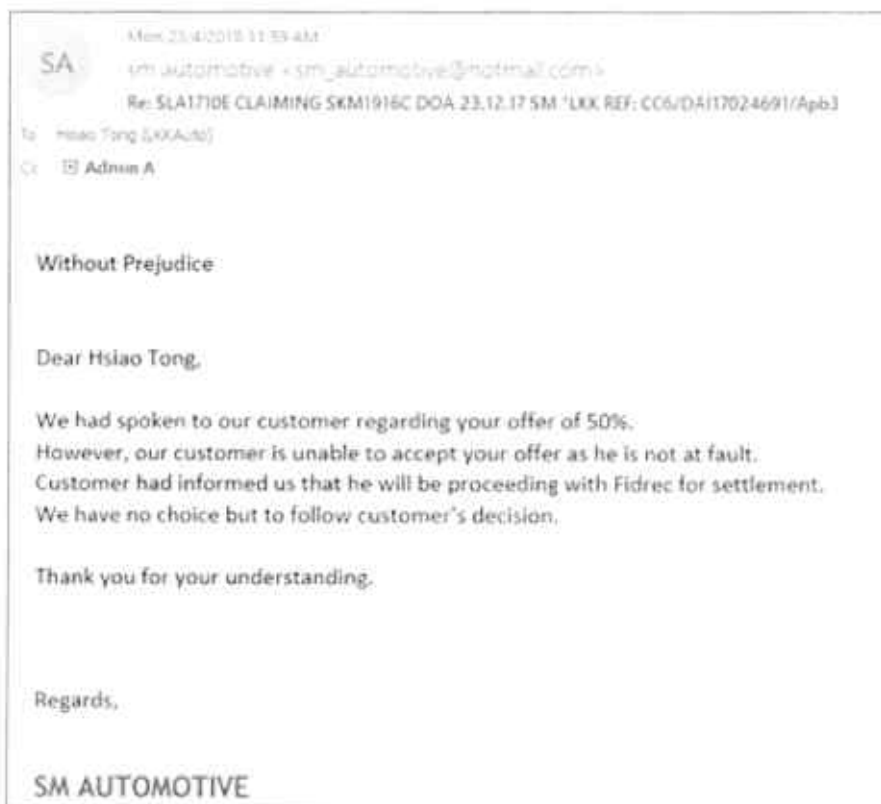 SA
Mon 23/4/2018 11:59 AM
sm automotive <sm_automotive@hotmail.com>
Re: SLA1710E CLAIMING SKM1916C DOA 23.12.17 SM *LKK REF: CC6/DAI17024691/Apb3
To Hsiao Tong (LKKAuto)
Cc Admin A
Without Prejudice
Dear Hsiao Tong,
We had spoken to our customer regarding your offer of 50%.
However, our customer is unable to accept your offer as he is not at fault.
Customer had informed us that he will be proceeding with Fidrec for settlement.
We have no choice but to follow customer's decision.
Thank you for your understanding.
Regards,
SM AUTOMOTIVE